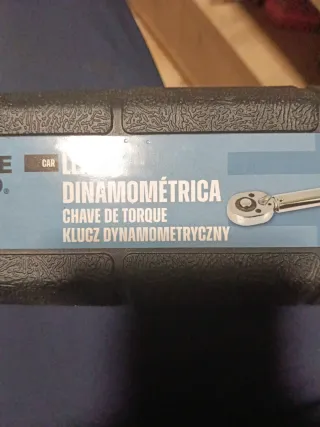 CAR
DINAMOMÉTRICA
CHAVE DE TORQUE
KLUCZ DYNAMOMETRYCZNY